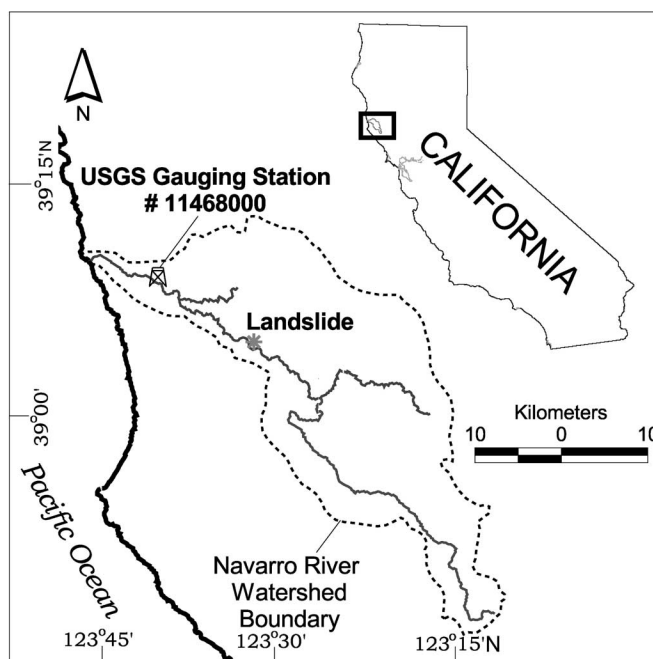 N
39°15'
USGS Gauging Station
# 11468000
CALIFORNIA
Landslide
39°00'
Kilometers
10 0 10
Pacific Ocean
Navarro River
Watershed
Boundary
123°45' 123°30' 123°15'N